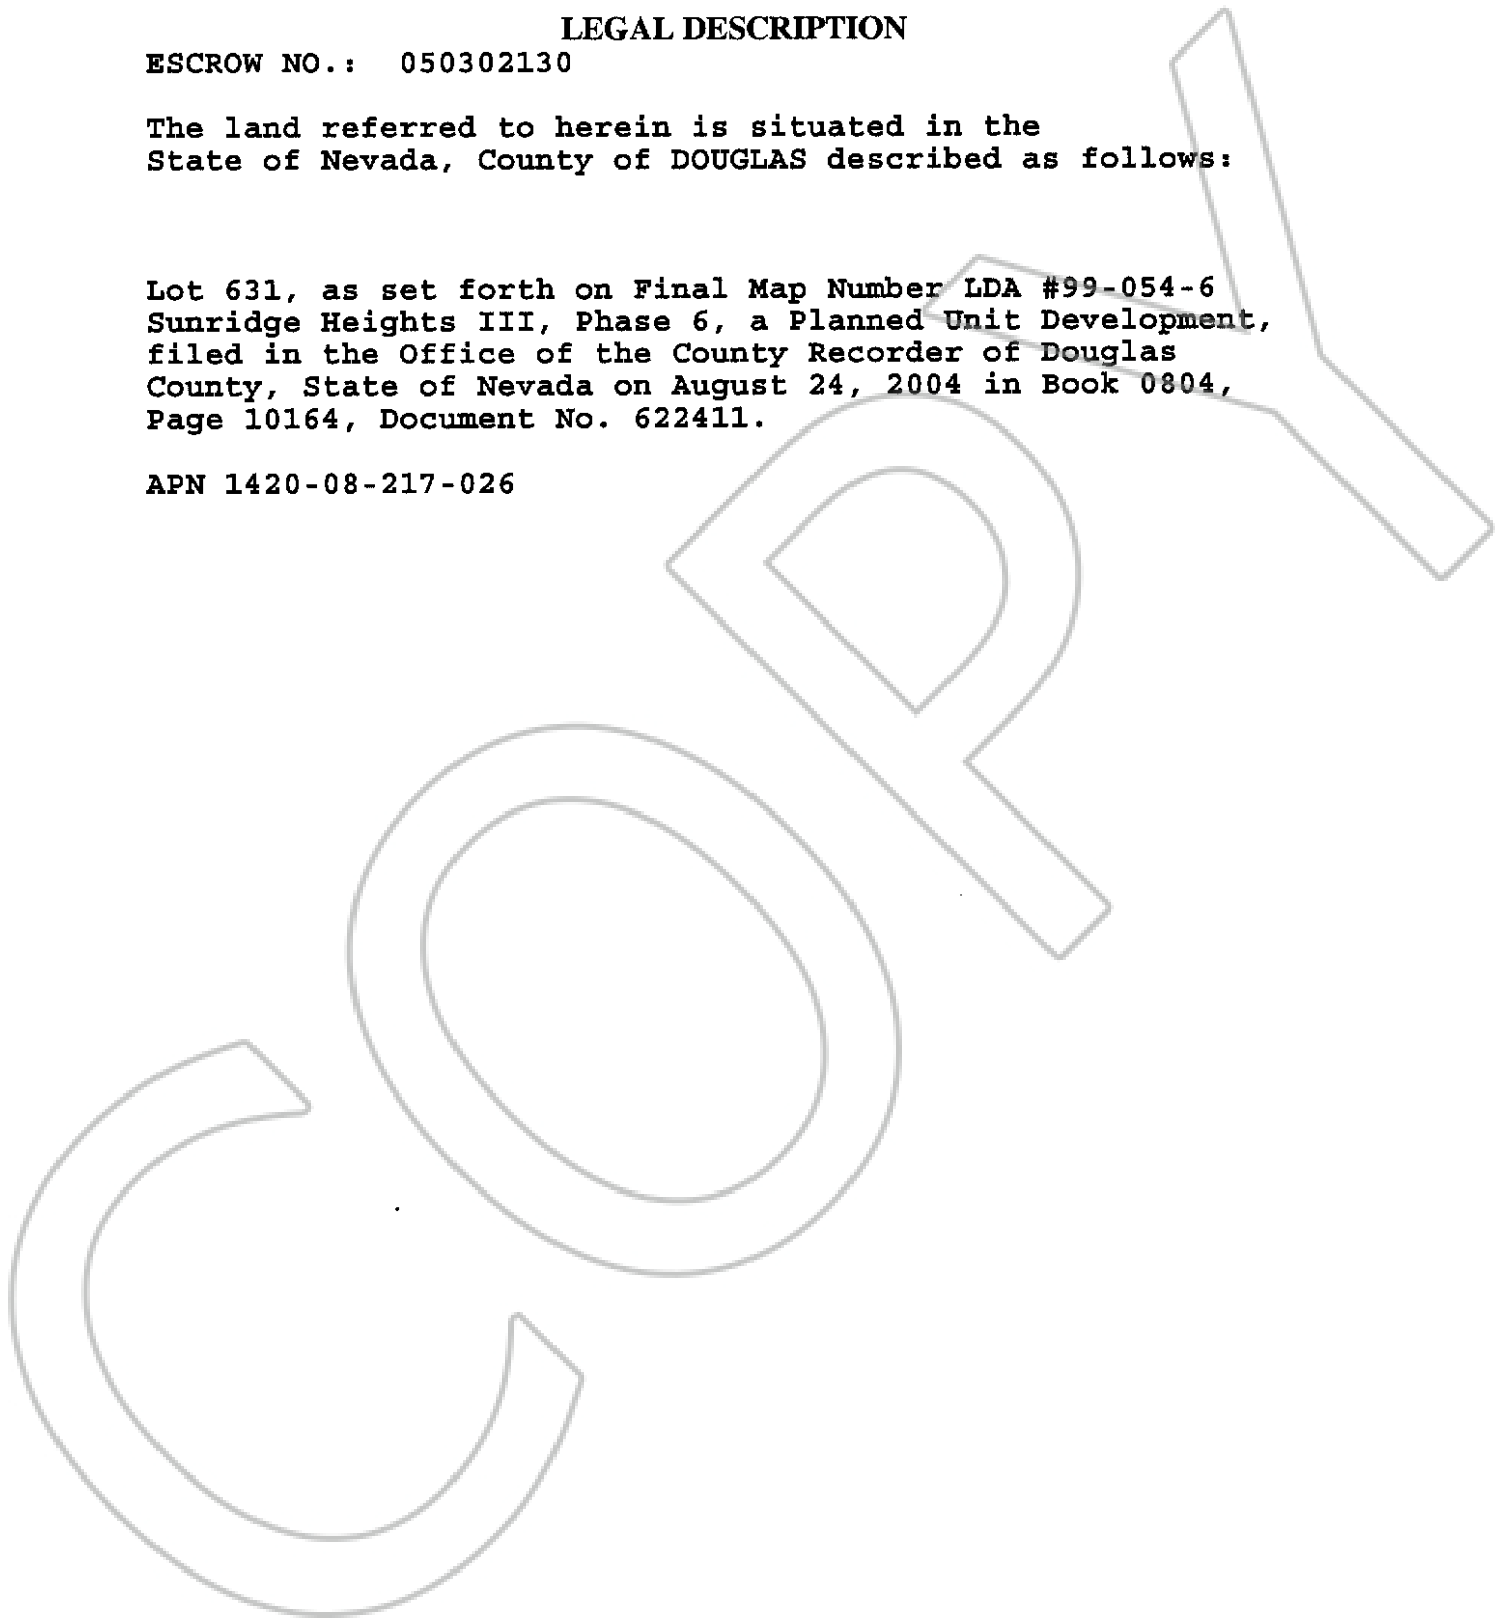 LEGAL DESCRIPTION
ESCROW NO.: 050302130
The land referred to herein is situated in the
State of Nevada, County of DOUGLAS described as follows:
Lot 631, as set forth on Final Map Number LDA #99-054-6
Sunridge Heights III, Phase 6, a Planned Unit Development,
filed in the Office of the County Recorder of Douglas
County, State of Nevada on August 24, 2004 in Book 0804,
Page 10164, Document No. 622411.
APN 1420-08-217-026
COPY